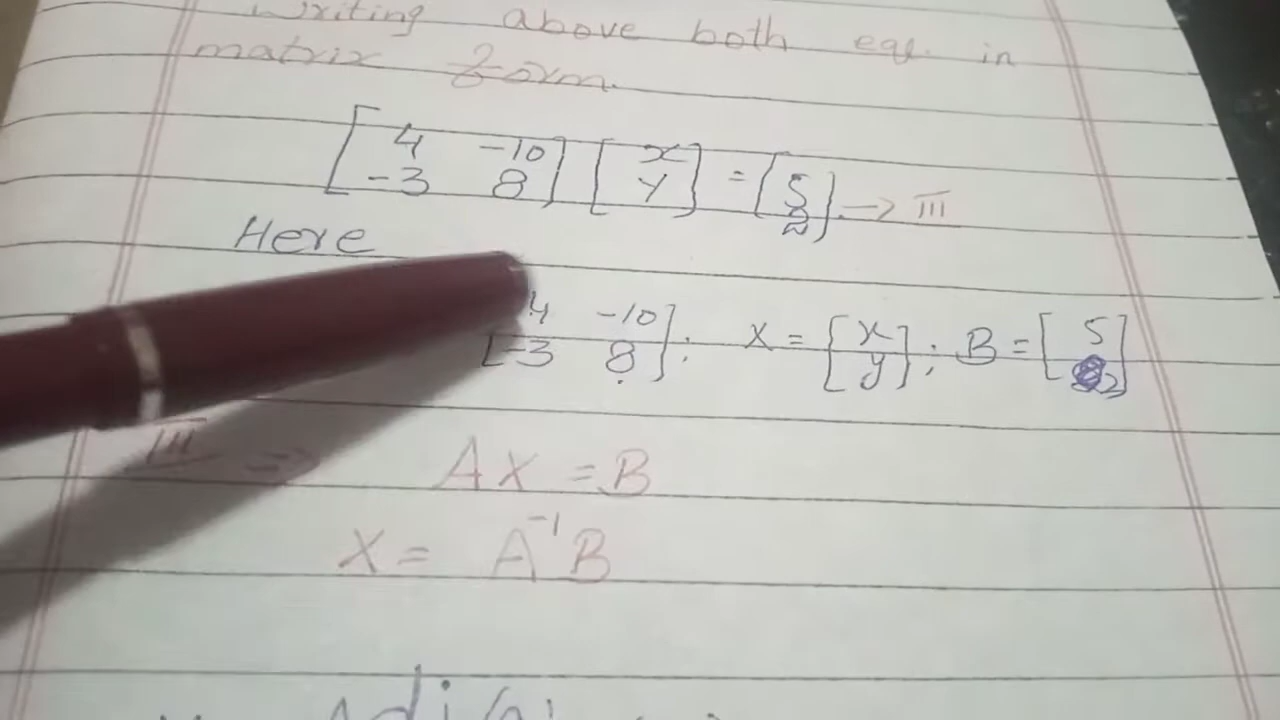 Writing above both eqn. in
matrix form.
[4 -10] [x] = [5] → III
[-3 8] [y] [2]
Here
4 -10]; X = [x]; B = [5]
[-3 8] [y] [2]
III ⇒ AX = B
X = A⁻¹B